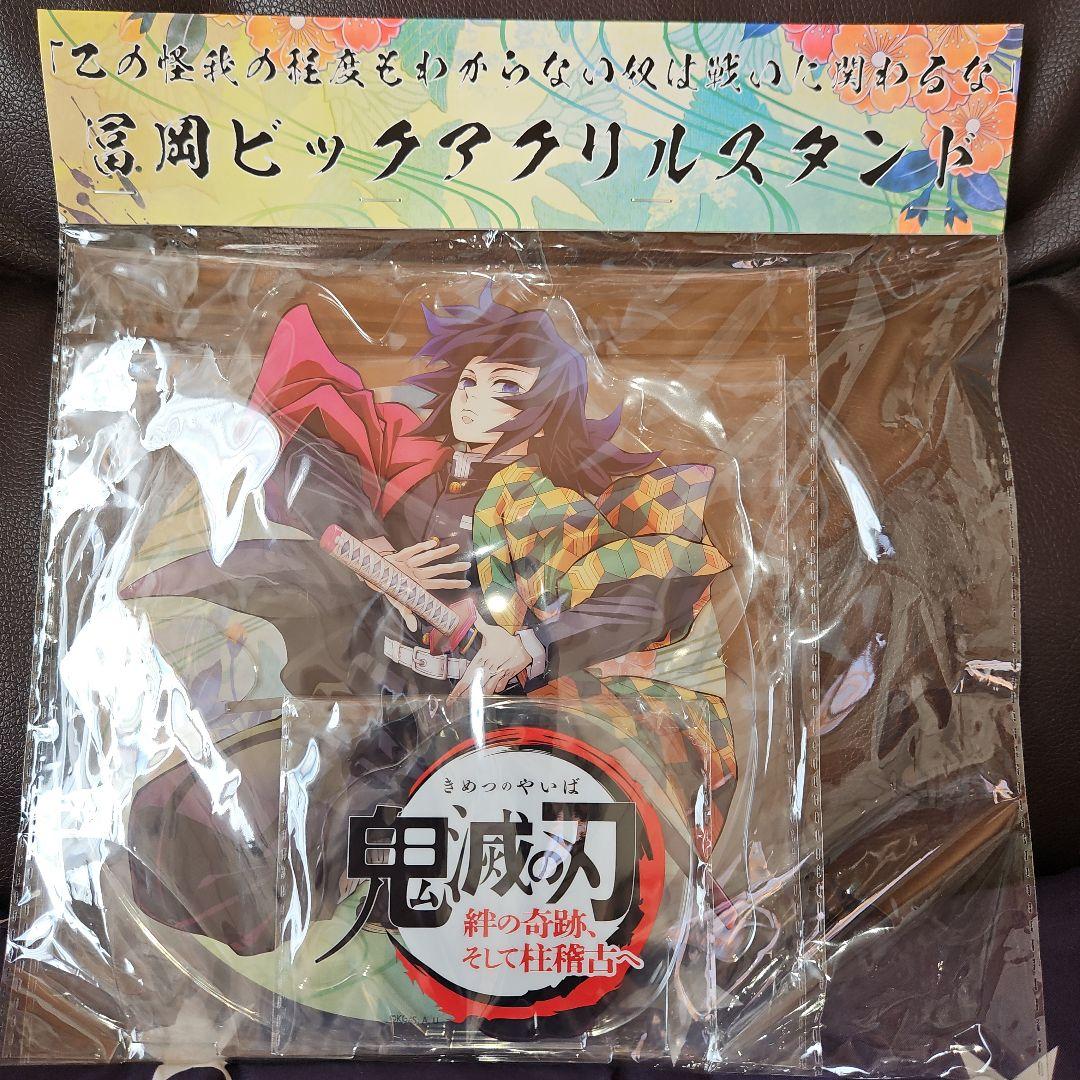 「乙の怪我の程度もわからない奴は戦いに関わるな」
冨岡ビックアクリルスタンド
きめつのやいば
鬼滅の刃
絆の奇跡、
そして柱稽古へ